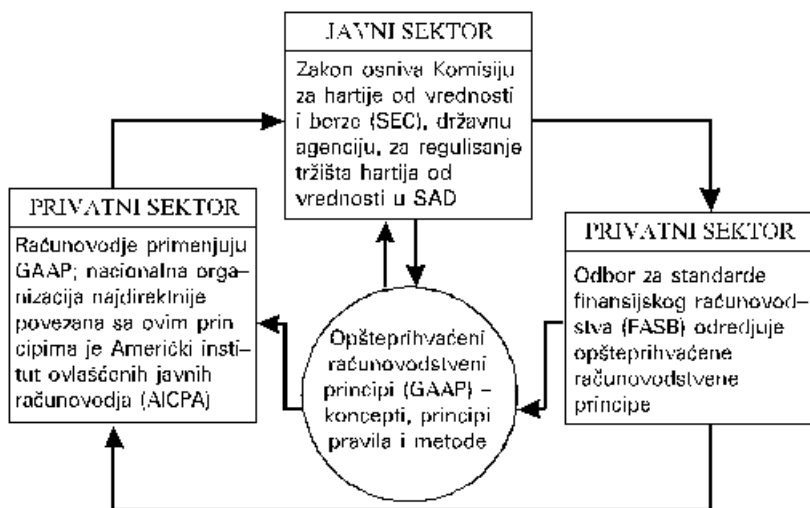 JAVNI SEKTOR
Zakon osniva Komisiju
za hartije od vrednosti
i berze (SEC), državnu
agenciju, za regulisanje
tržišta hartija od
vrednosti u SAD
PRIVATNI SEKTOR
Računovodje primenjuju
GAAP; nacionalna orga-
nizacija najdirektnije
povezana sa ovim prin
cipima je Američki insti-
tut ovlašćenih javnih
računovodja (AICPA)
Opšteprihvaćeni
računovodstveni
principi (GAAP) –
koncepti, principi
pravila i metode
PRIVATNI SEKTOR
Odbor za standarde
finansijskog računovod-
stva (FASB) odredjuje
opšteprihvaćene
računovodstvene
principe